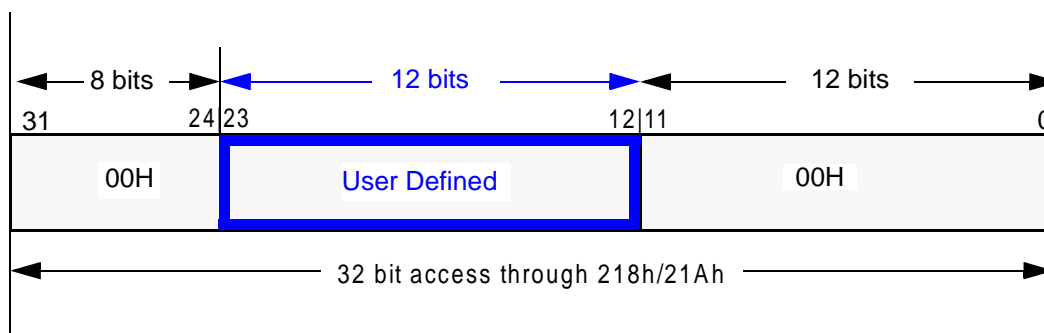 8 bits 12 bits 12 bits
31 24|23 12|11 0
00H User Defined 00H
32 bit access through 218h/21Ah